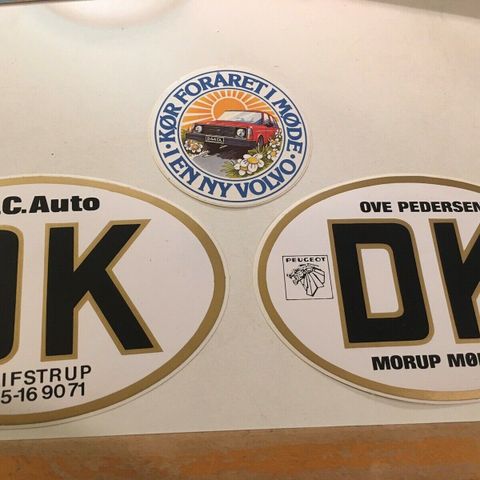 KØR FORÅRET I MØDE
I EN NY VOLVO
.C.Auto
DK
IFSTRUP
5-16 90 71
OVE PEDERSEN
PEUGEOT
DK
MORUP MØ